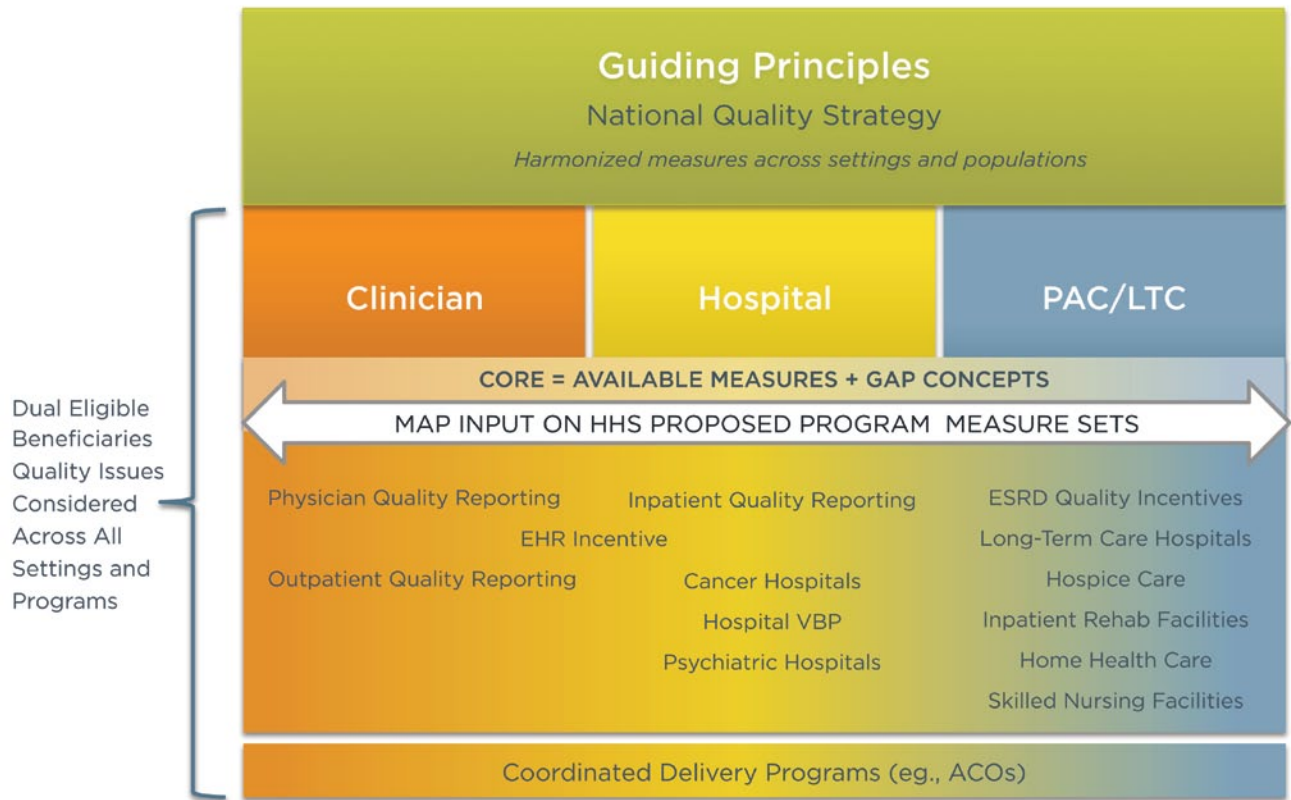 Guiding Principles
National Quality Strategy
Harmonized measures across settings and populations
Clinician
Hospital
PAC/LTC
CORE = AVAILABLE MEASURES + GAP CONCEPTS
MAP INPUT ON HHS PROPOSED PROGRAM MEASURE SETS
Dual Eligible
Beneficiaries
Quality Issues
Considered
Across All
Settings and
Programs
Physician Quality Reporting
Inpatient Quality Reporting
ESRD Quality Incentives
EHR Incentive
Long-Term Care Hospitals
Outpatient Quality Reporting
Cancer Hospitals
Hospice Care
Hospital VBP
Inpatient Rehab Facilities
Psychiatric Hospitals
Home Health Care
Skilled Nursing Facilities
Coordinated Delivery Programs (eg., ACOs)